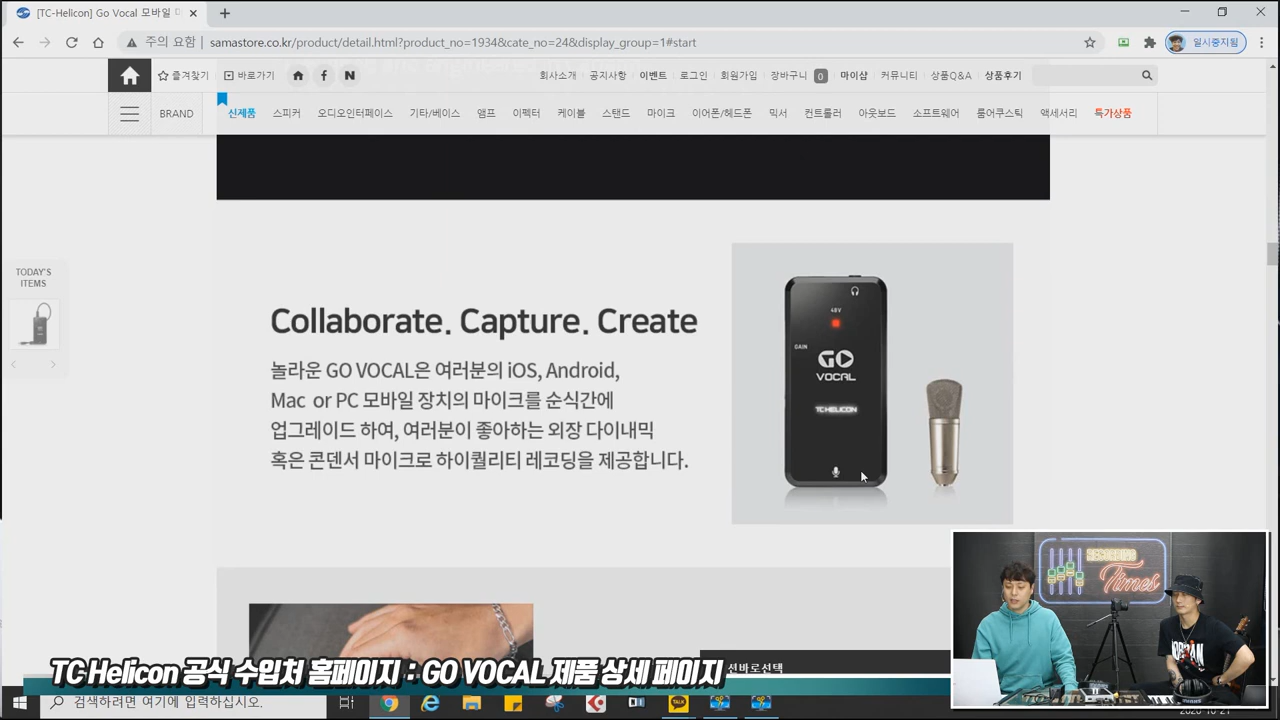 [TC-Helicon] Go Vocal 모바일 마
주의 요함
samastore.co.kr/product/detail.html?product_no=1934&cate_no=24&display_group=1#start
일시중지됨
즐겨찾기 바로가기 회사소개 공지사항 이벤트 로그인 회원가입 장바구니 0 마이샵 커뮤니티 상품Q&A 상품후기
BRAND 신제품 스피커 오디오인터페이스 기타/베이스 앰프 이펙터 케이블 스탠드 마이크 이어폰/헤드폰 믹서 컨트롤러 아웃보드 소프트웨어 룸어쿠스틱 액세서리 특가상품
TODAY'S
ITEMS
Collaborate. Capture. Create
놀라운 GO VOCAL은 여러분의 iOS, Android,
Mac or PC 모바일 장치의 마이크를 순식간에
업그레이드 하여, 여러분이 좋아하는 외장 다이내믹
혹은 콘덴서 마이크로 하이퀄리티 레코딩을 제공합니다.
48V
GAIN
GO
VOCAL
TC HELICON
RECORDING
Times
선바로선택
TC Helicon 공식 수입처 홈페이지 : GO VOCAL 제품 상세 페이지
검색하려면 여기에 입력하십시오.
TALK
2020-10-21